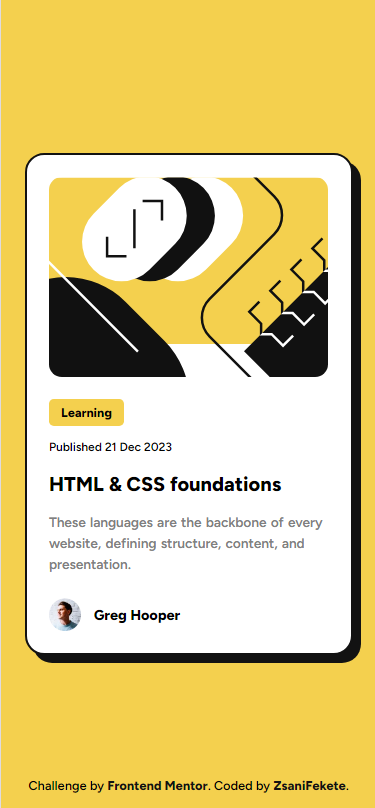 Learning
Published 21 Dec 2023
HTML & CSS foundations
These languages are the backbone of every
website, defining structure, content, and
presentation.
Greg Hooper
Challenge by Frontend Mentor. Coded by ZsaniFekete.